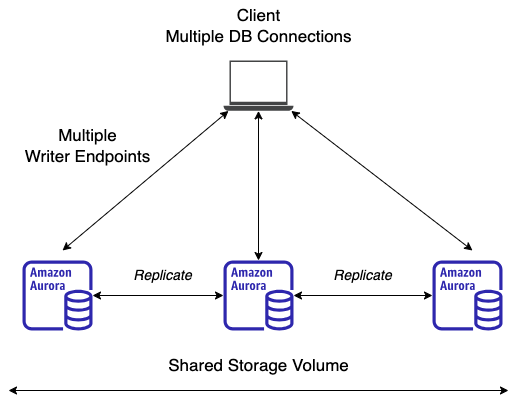 Client
Multiple DB Connections
Multiple
Writer Endpoints
Amazon
Aurora
Replicate
Amazon
Aurora
Replicate
Amazon
Aurora
Shared Storage Volume